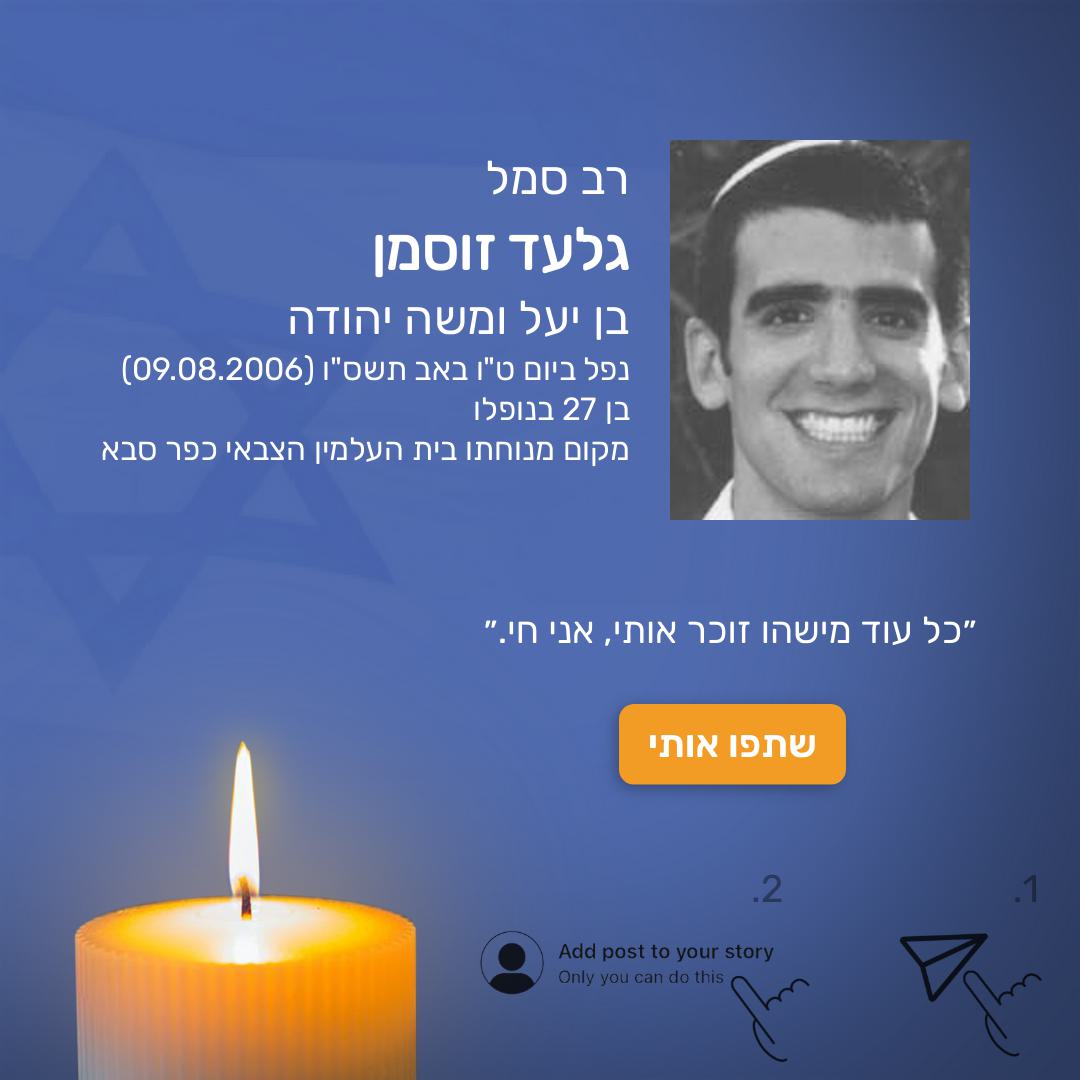 רב סמל
גלעד זוסמן
בן יעל ומשה יהודה
נפל ביום ט"ו באב תשס"ו (09.08.2006)
בן 27 בנופלו
מקום מנוחתו בית העלמין הצבאי כפר סבא
״כל עוד מישהו זוכר אותי, אני חי.״
שתפו אותי
1.
2.
Add post to your story
Only you can do this